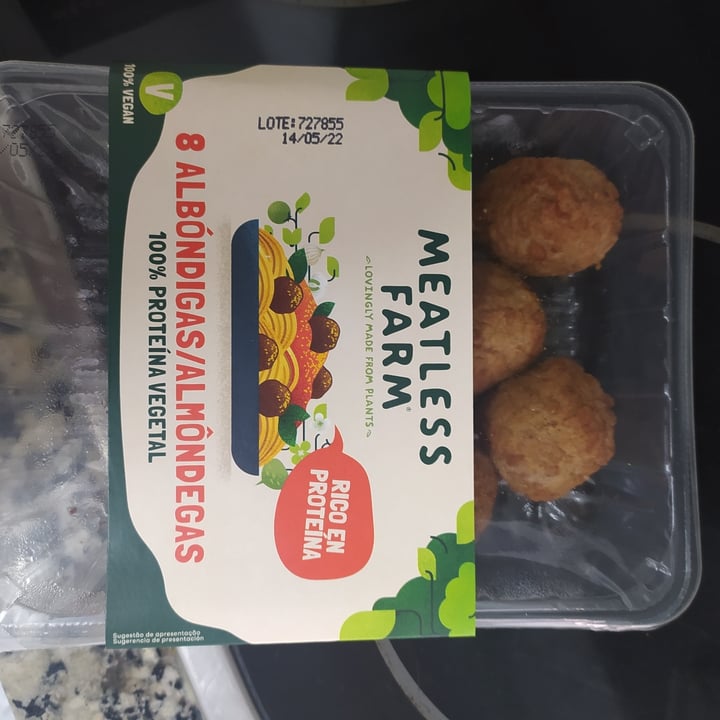 MEATLESS
FARM
LOVINGLY MADE FROM PLANTS
LOTE:727855
14/05/22
RICO EN
PROTEÍNA
8 ALBÓNDIGAS/ALMÔNDEGAS
100% PROTEÍNA VEGETAL
V
100% VEGAN
Sugestão de apresentação
Sugerencia de presentación